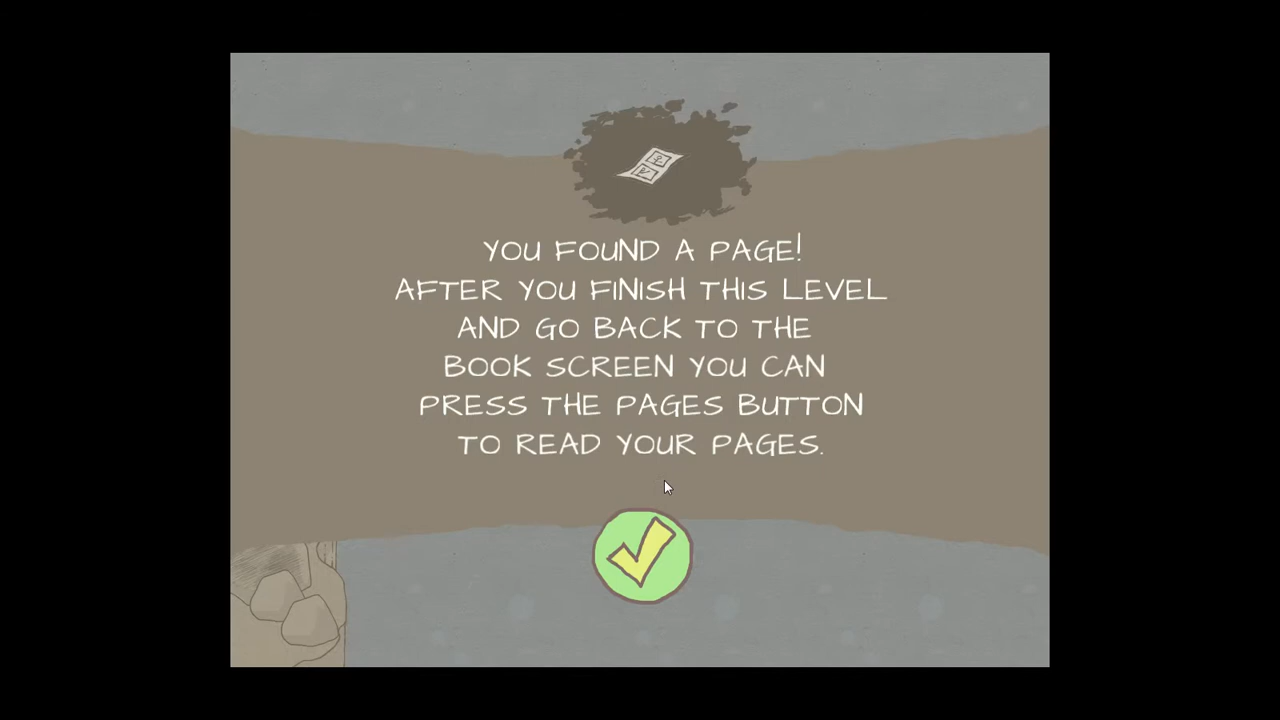 YOU FOUND A PAGE!
AFTER YOU FINISH THIS LEVEL
AND GO BACK TO THE
BOOK SCREEN YOU CAN
PRESS THE PAGES BUTTON
TO READ YOUR PAGES.